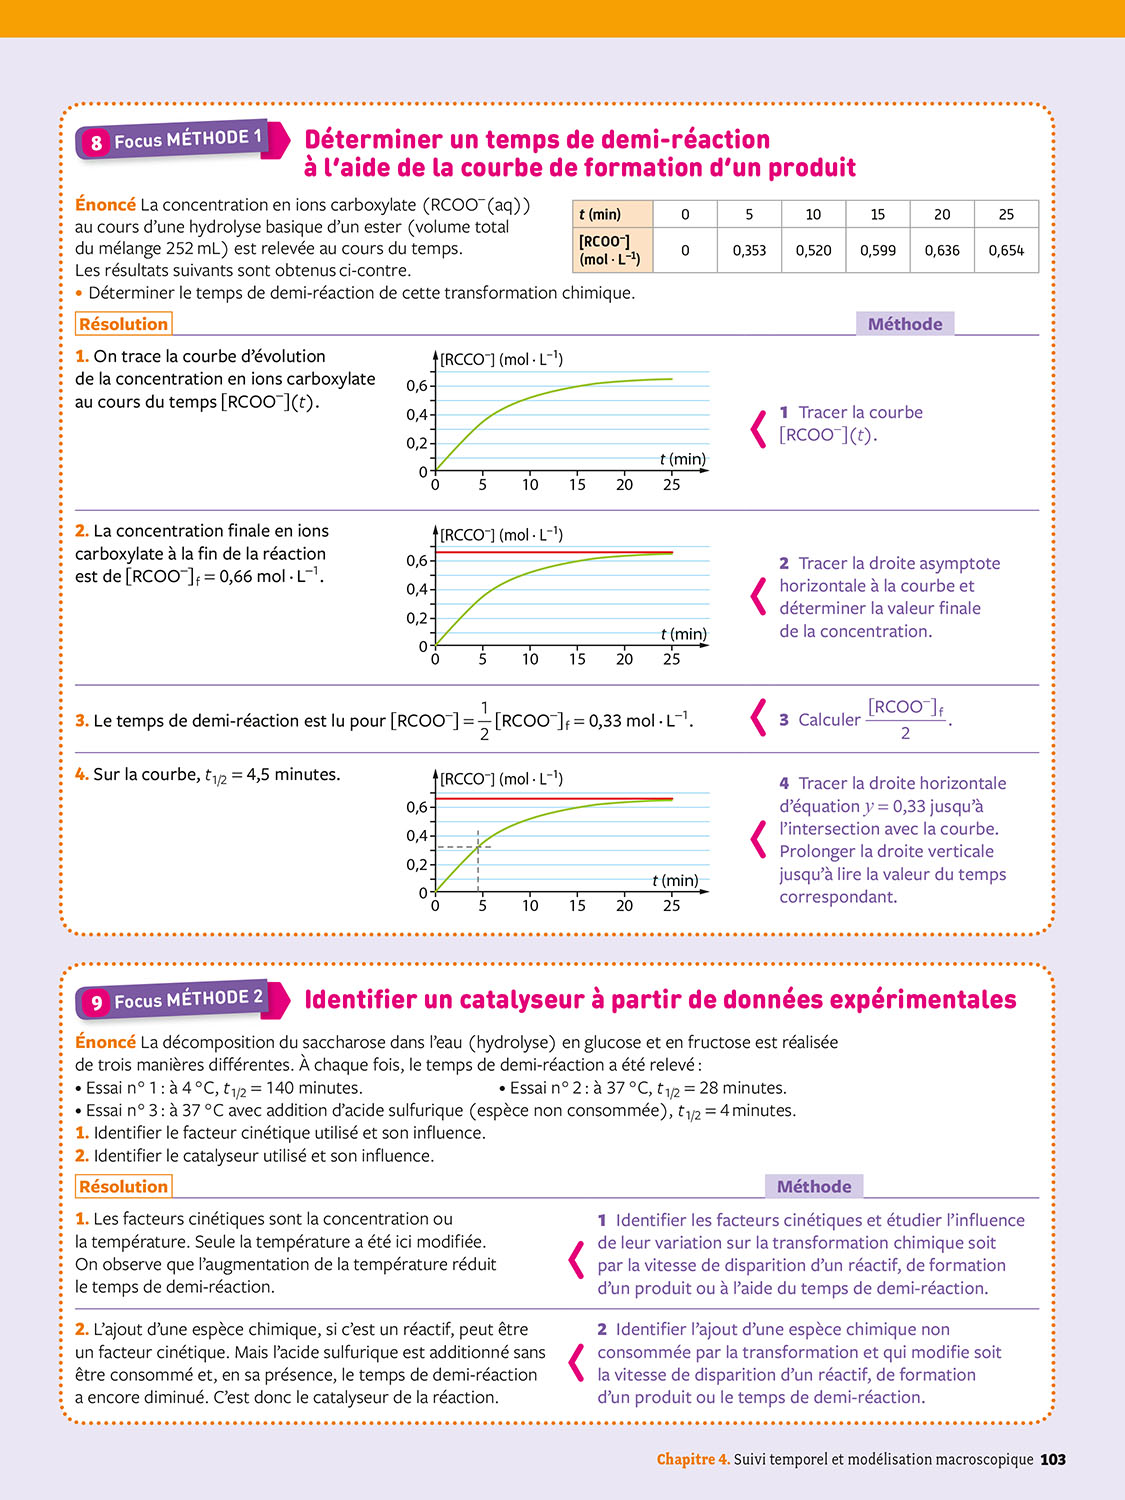 8 Focus MÉTHODE 1
Déterminer un temps de demi-réaction
à l'aide de la courbe de formation d'un produit
Énoncé La concentration en ions carboxylate (RCOO⁻(aq))
au cours d'une hydrolyse basique d'un ester (volume total
du mélange 252 mL) est relevée au cours du temps.
Les résultats suivants sont obtenus ci-contre.
t (min) 0 5 10 15 20 25
[RCOO⁻] (mol · L⁻¹) 0 0,353 0,520 0,599 0,636 0,654
• Déterminer le temps de demi-réaction de cette transformation chimique.
Résolution
Méthode
1. On trace la courbe d'évolution
de la concentration en ions carboxylate
au cours du temps [RCOO⁻](t).
[RCCO⁻] (mol · L⁻¹)
0,6
0,4
0,2
0
t (min)
0 5 10 15 20 25
1 Tracer la courbe
[RCOO⁻](t).
2. La concentration finale en ions
carboxylate à la fin de la réaction
est de [RCOO⁻]f = 0,66 mol · L⁻¹.
[RCCO⁻] (mol · L⁻¹)
0,6
0,4
0,2
0
t (min)
0 5 10 15 20 25
2 Tracer la droite asymptote
horizontale à la courbe et
déterminer la valeur finale
de la concentration.
3. Le temps de demi-réaction est lu pour [RCOO⁻] = 1/2 [RCOO⁻]f = 0,33 mol · L⁻¹.
3 Calculer [RCOO⁻]f / 2.
4. Sur la courbe, t1/2 = 4,5 minutes.
[RCCO⁻] (mol · L⁻¹)
0,6
0,4
0,2
0
t (min)
0 5 10 15 20 25
4 Tracer la droite horizontale
d'équation y = 0,33 jusqu'à
l'intersection avec la courbe.
Prolonger la droite verticale
jusqu'à lire la valeur du temps
correspondant.
9 Focus MÉTHODE 2
Identifier un catalyseur à partir de données expérimentales
Énoncé La décomposition du saccharose dans l'eau (hydrolyse) en glucose et en fructose est réalisée
de trois manières différentes. À chaque fois, le temps de demi-réaction a été relevé :
• Essai n° 1 : à 4 °C, t1/2 = 140 minutes. • Essai n° 2 : à 37 °C, t1/2 = 28 minutes.
• Essai n° 3 : à 37 °C avec addition d'acide sulfurique (espèce non consommée), t1/2 = 4 minutes.
1. Identifier le facteur cinétique utilisé et son influence.
2. Identifier le catalyseur utilisé et son influence.
Résolution
Méthode
1. Les facteurs cinétiques sont la concentration ou
la température. Seule la température a été ici modifiée.
On observe que l'augmentation de la température réduit
le temps de demi-réaction.
1 Identifier les facteurs cinétiques et étudier l'influence
de leur variation sur la transformation chimique soit
par la vitesse de disparition d'un réactif, de formation
d'un produit ou à l'aide du temps de demi-réaction.
2. L'ajout d'une espèce chimique, si c'est un réactif, peut être
un facteur cinétique. Mais l'acide sulfurique est additionné sans
être consommé et, en sa présence, le temps de demi-réaction
a encore diminué. C'est donc le catalyseur de la réaction.
2 Identifier l'ajout d'une espèce chimique non
consommée par la transformation et qui modifie soit
la vitesse de disparition d'un réactif, de formation
d'un produit ou le temps de demi-réaction.
Chapitre 4. Suivi temporel et modélisation macroscopique 103